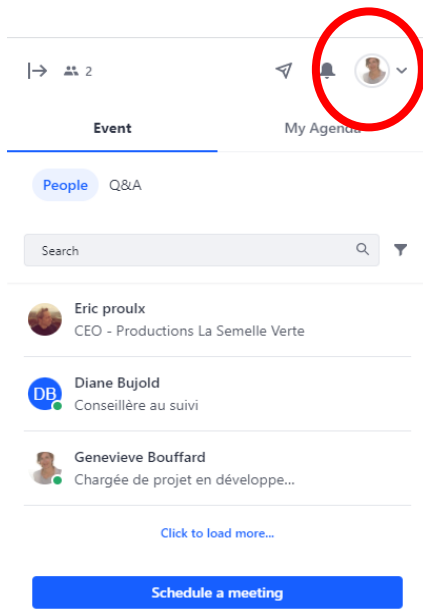 2
Event My Agenda
People Q&A
Search
Eric proulx
CEO - Productions La Semelle Verte
DB
Diane Bujold
Conseillère au suivi
Genevieve Bouffard
Chargée de projet en développe...
Click to load more...
Schedule a meeting